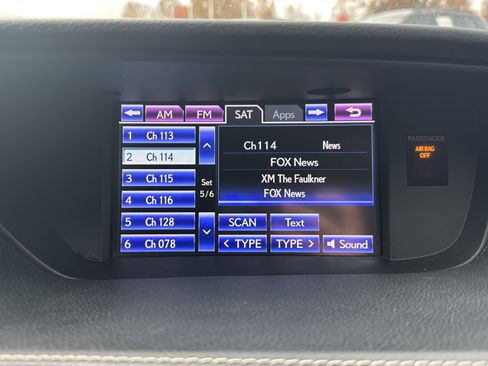 AM FM SAT Apps
1 Ch 113
2 Ch 114
3 Ch 115
4 Ch 116
5 Ch 128
6 Ch 078
Set
5/6
Ch114 News
FOX News
XM The Faulkner
FOX News
SCAN Text
< TYPE TYPE > Sound
PASSENGER
AIR BAG
OFF